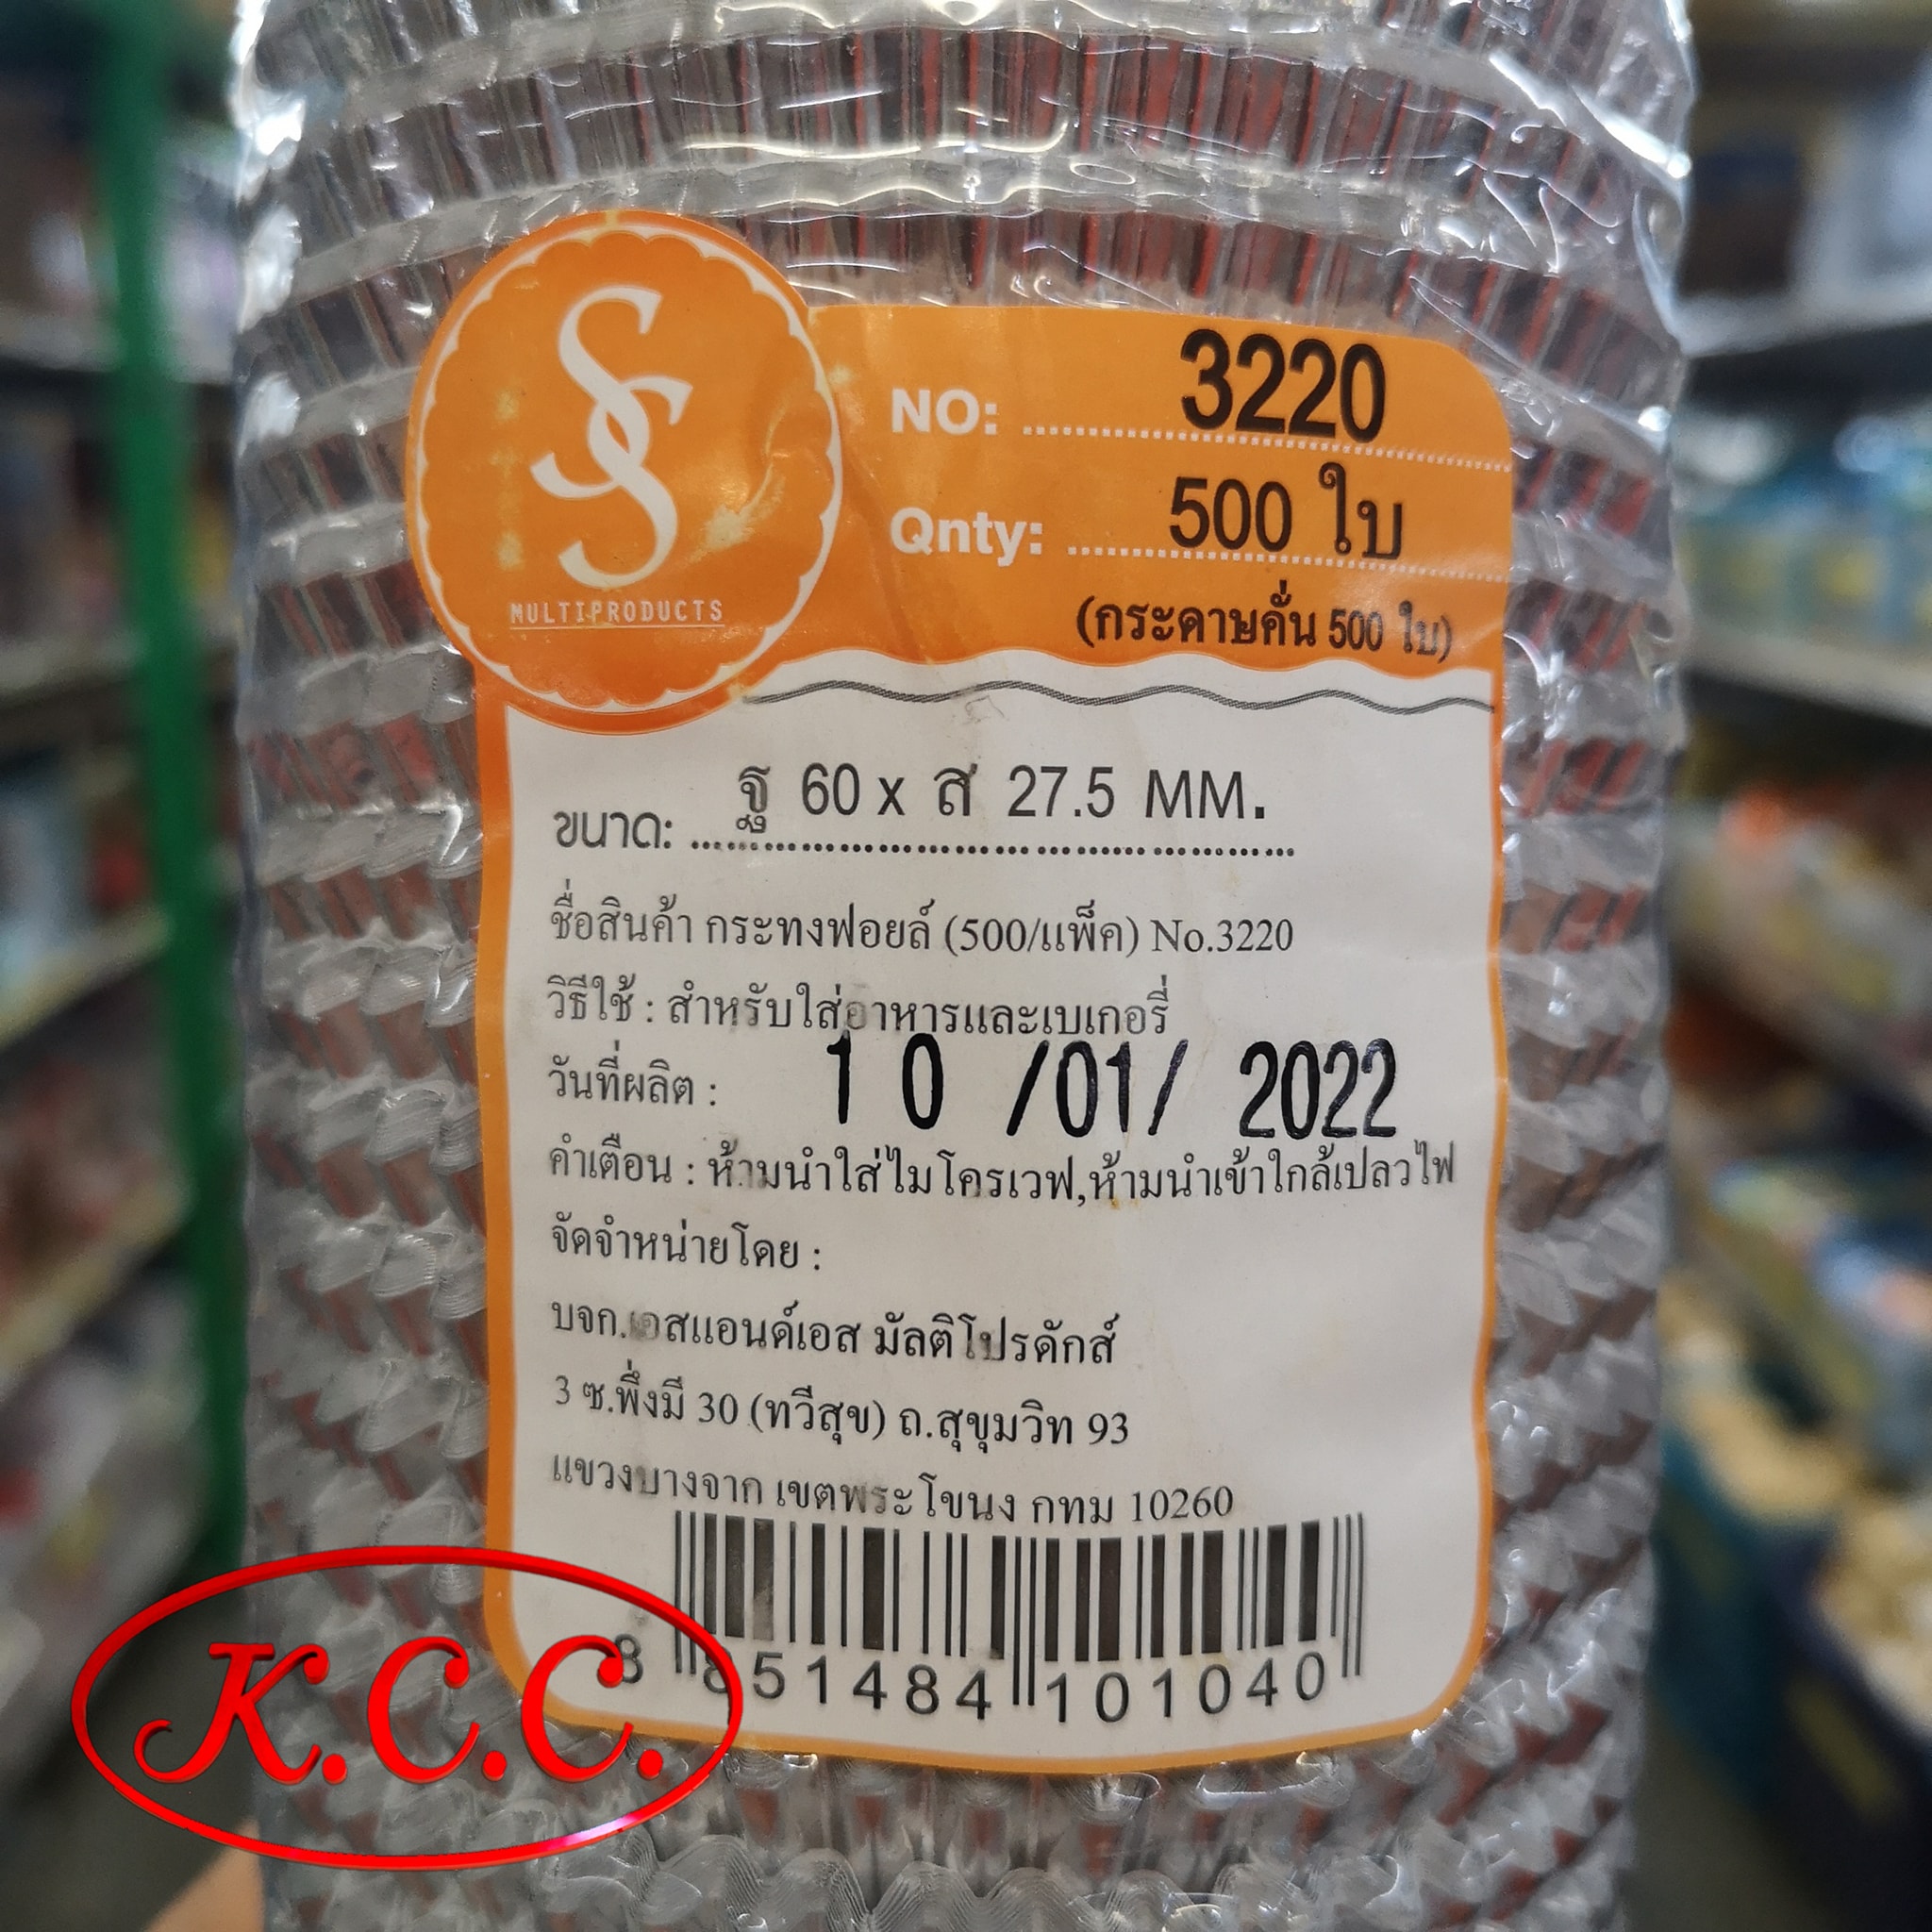 SS
MULTIPRODUCTS
NO: 3220
Qnty: 500 ใบ
(กระดาษคั่น 500 ใบ)
ขนาด: ฐ 60 x ส 27.5 MM.
ชื่อสินค้า กระทงฟอยล์ (500/แพ็ค) No.3220
วิธีใช้ : สำหรับใส่อาหารและเบเกอรี่
วันที่ผลิต : 10 /01/ 2022
คำเตือน : ห้ามนำใส่ไมโครเวฟ,ห้ามนำเข้าใกล้เปลวไฟ
จัดจำหน่ายโดย :
บจก.เอสแอนด์เอส มัลติโปรดักส์
3 ซ.พึ่งมี 30 (ทวีสุข) ถ.สุขุมวิท 93
แขวงบางจาก เขตพระโขนง กทม 10260
8 851484 101040
K.C.C.